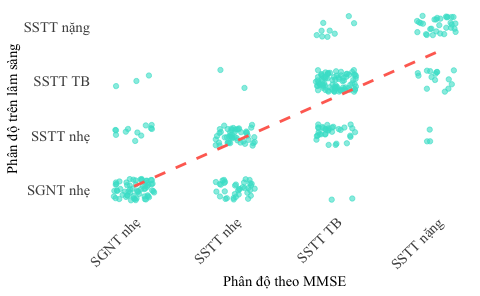 Phân độ trên lâm sàng
SSTT nặng
SSTT TB
SSTT nhẹ
SGNT nhẹ
SGNT nhẹ
SSTT nhẹ
SSTT TB
SSTT nặng
Phân độ theo MMSE